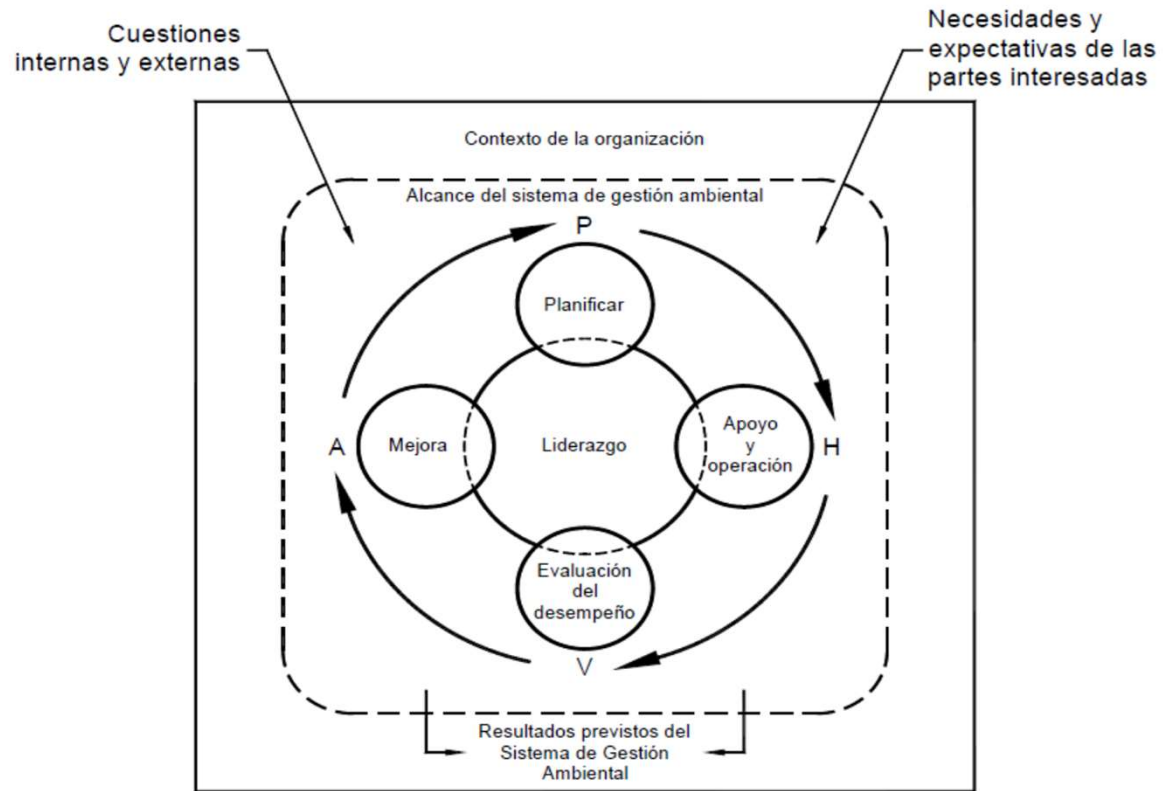 Cuestiones
internas y externas
Necesidades y
expectativas de las
partes interesadas
Contexto de la organización
Alcance del sistema de gestión ambiental
P
Planificar
A
Mejora
Liderazgo
Apoyo
y
operación
H
Evaluación
del
desempeño
V
Resultados previstos del
Sistema de Gestión
Ambiental